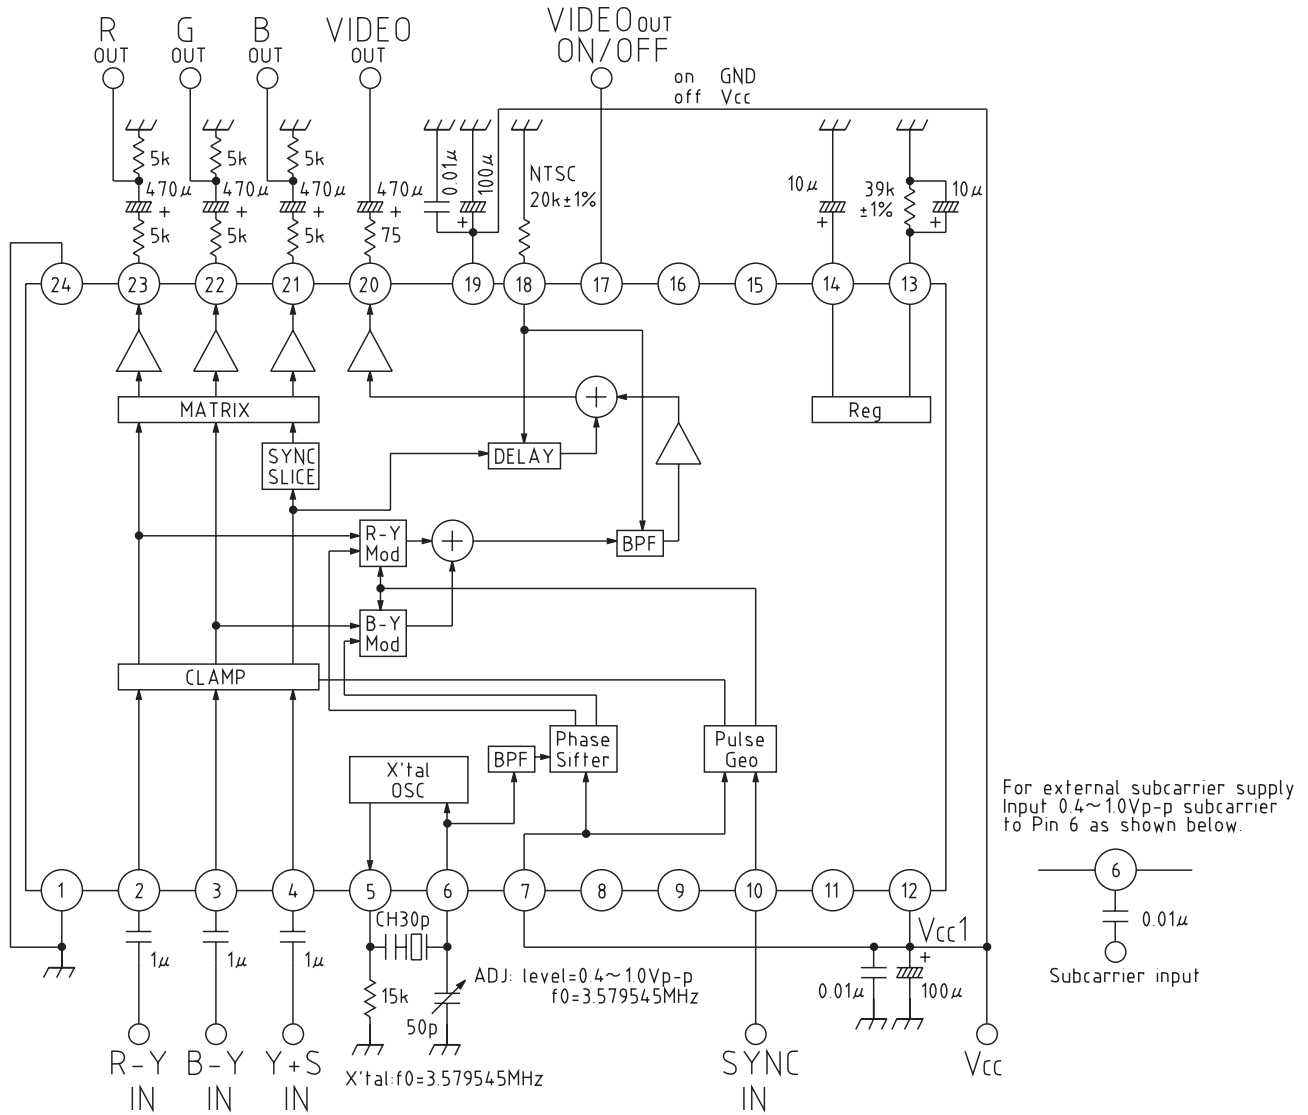 R
OUT
G
OUT
B
OUT
VIDEO
OUT
VIDEO OUT
ON/OFF
on GND
off Vcc
5k
5k
5k
0.01μ
100μ
NTSC
20k±1%
470μ
+
470μ
+
470μ
+
470μ
+
+
10μ
+
39k
±1%
10μ
+
5k
5k
5k
75
24
23
22
21
20
19
18
17
16
15
14
13
MATRIX
SYNC
SLICE
DELAY
+
Reg
R-Y
Mod
+
BPF
B-Y
Mod
CLAMP
X'tal
OSC
BPF
Phase
Sifter
Pulse
Geo
For external subcarrier supply
Input 0.4~1.0Vp-p subcarrier
to Pin 6 as shown below.
6
0.01μ
Subcarrier input
1
2
3
4
5
6
7
8
9
10
11
12
1μ
1μ
1μ
CH30p
15k
50p
ADJ: level=0.4~1.0Vp-p
f0=3.579545MHz
Vcc1
0.01μ
+
100μ
R-Y
IN
B-Y
IN
Y+S
IN
X'tal:f0=3.579545MHz
SYNC
IN
Vcc